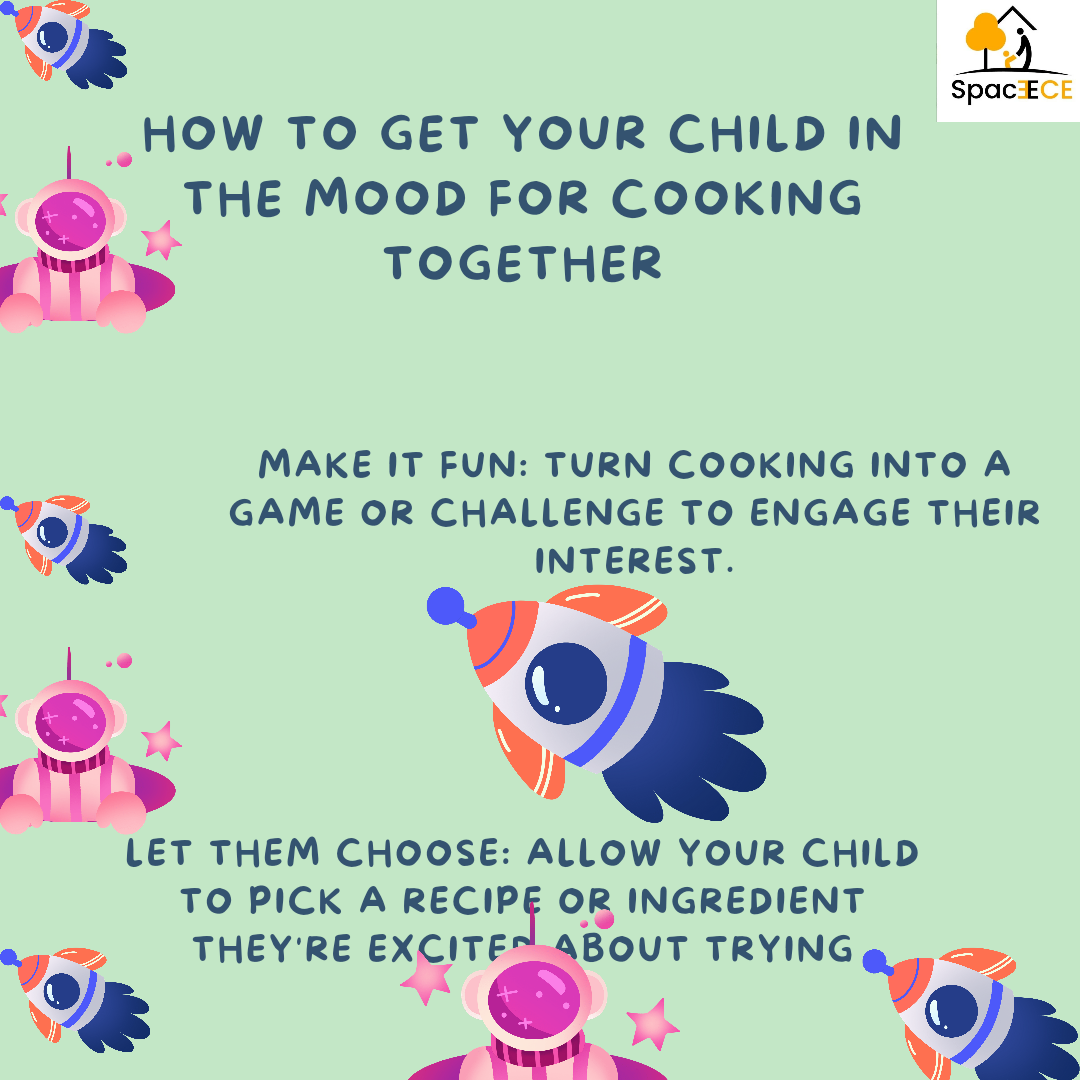 SpacEECE
HOW TO GET YOUR CHILD IN
THE MOOD FOR COOKING
TOGETHER
MAKE IT FUN: TURN COOKING INTO A
GAME OR CHALLENGE TO ENGAGE THEIR
INTEREST.
LET THEM CHOOSE: ALLOW YOUR CHILD
TO PICK A RECIPE OR INGREDIENT
THEY'RE EXCITED ABOUT TRYING